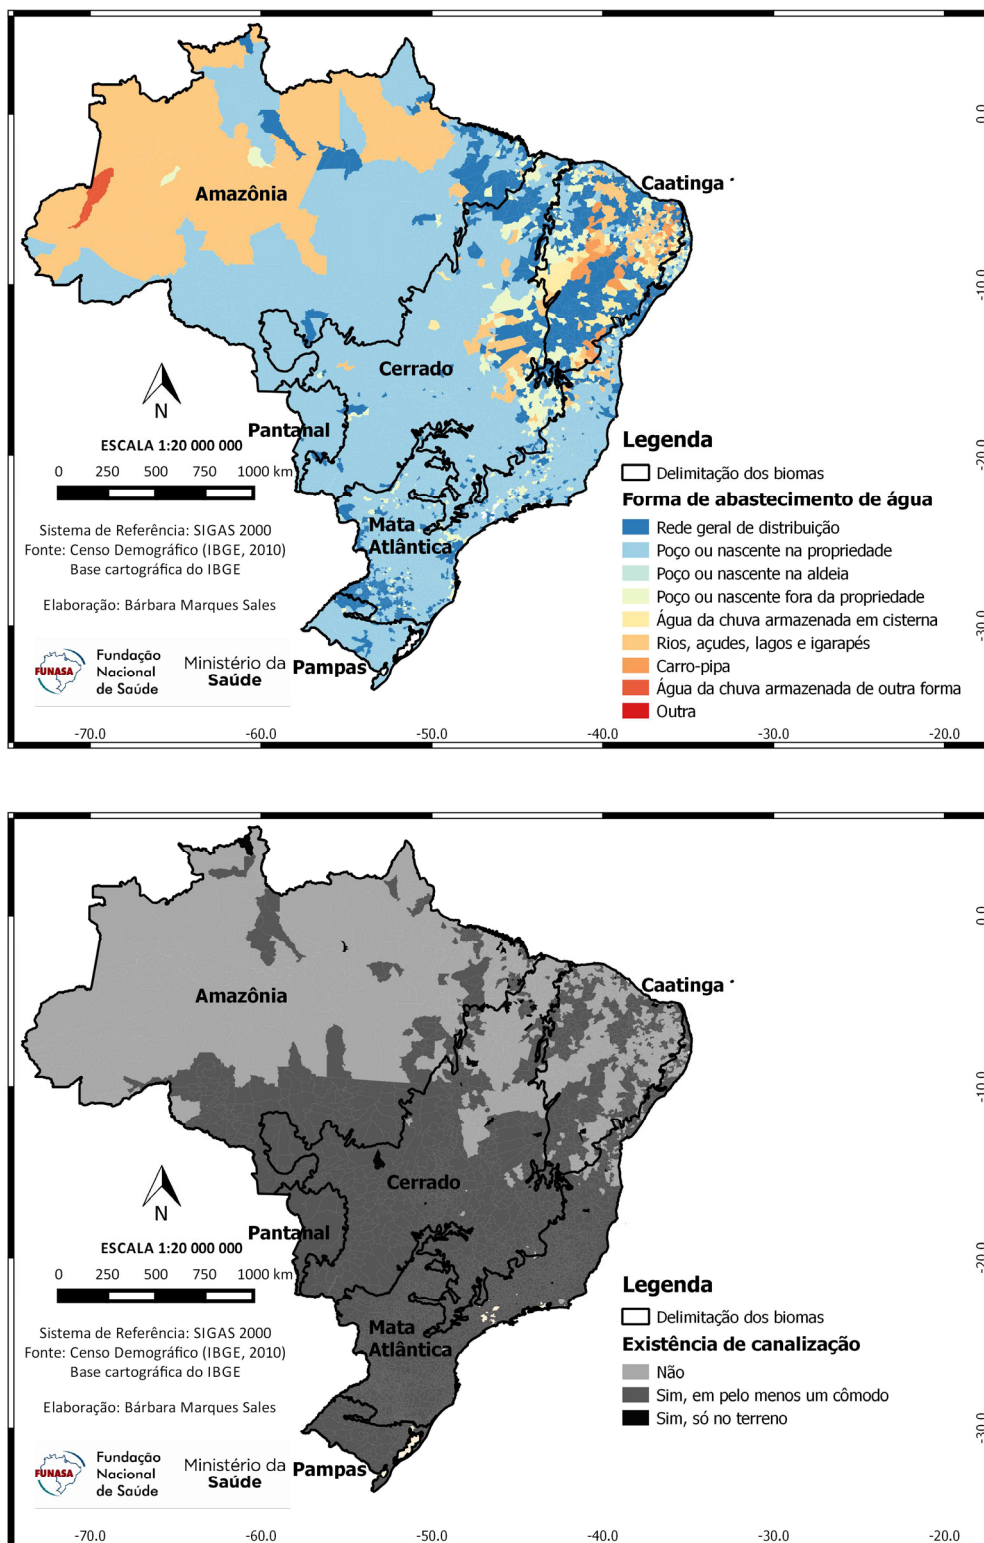 0.0
Caatinga
Amazônia
-10.0
Cerrado
N
Pantanal
ESCALA 1:20 000 000
0 250 500 750 1000 km
-20.0
Legenda
Delimitação dos biomas
Forma de abastecimento de água
Rede geral de distribuição
Poço ou nascente na propriedade
Poço ou nascente na aldeia
Poço ou nascente fora da propriedade
Água da chuva armazenada em cisterna
Rios, açudes, lagos e igarapés
Carro-pipa
Água da chuva armazenada de outra forma
Outra
Mata
Atlântica
Sistema de Referência: SIGAS 2000
Fonte: Censo Demográfico (IBGE, 2010)
Base cartográfica do IBGE
Elaboração: Bárbara Marques Sales
-30.0
FUNASA
Fundação
Nacional
de Saúde
Ministério da
Saúde
Pampas
-70.0 -60.0 -50.0 -40.0 -30.0 -20.0
0.0
Caatinga
Amazônia
-10.0
Cerrado
N
Pantanal
ESCALA 1:20 000 000
0 250 500 750 1000 km
-20.0
Legenda
Delimitação dos biomas
Existência de canalização
Não
Sim, em pelo menos um cômodo
Sim, só no terreno
Mata
Atlântica
Sistema de Referência: SIGAS 2000
Fonte: Censo Demográfico (IBGE, 2010)
Base cartográfica do IBGE
Elaboração: Bárbara Marques Sales
-30.0
FUNASA
Fundação
Nacional
de Saúde
Ministério da
Saúde
Pampas
-70.0 -60.0 -50.0 -40.0 -30.0 -20.0